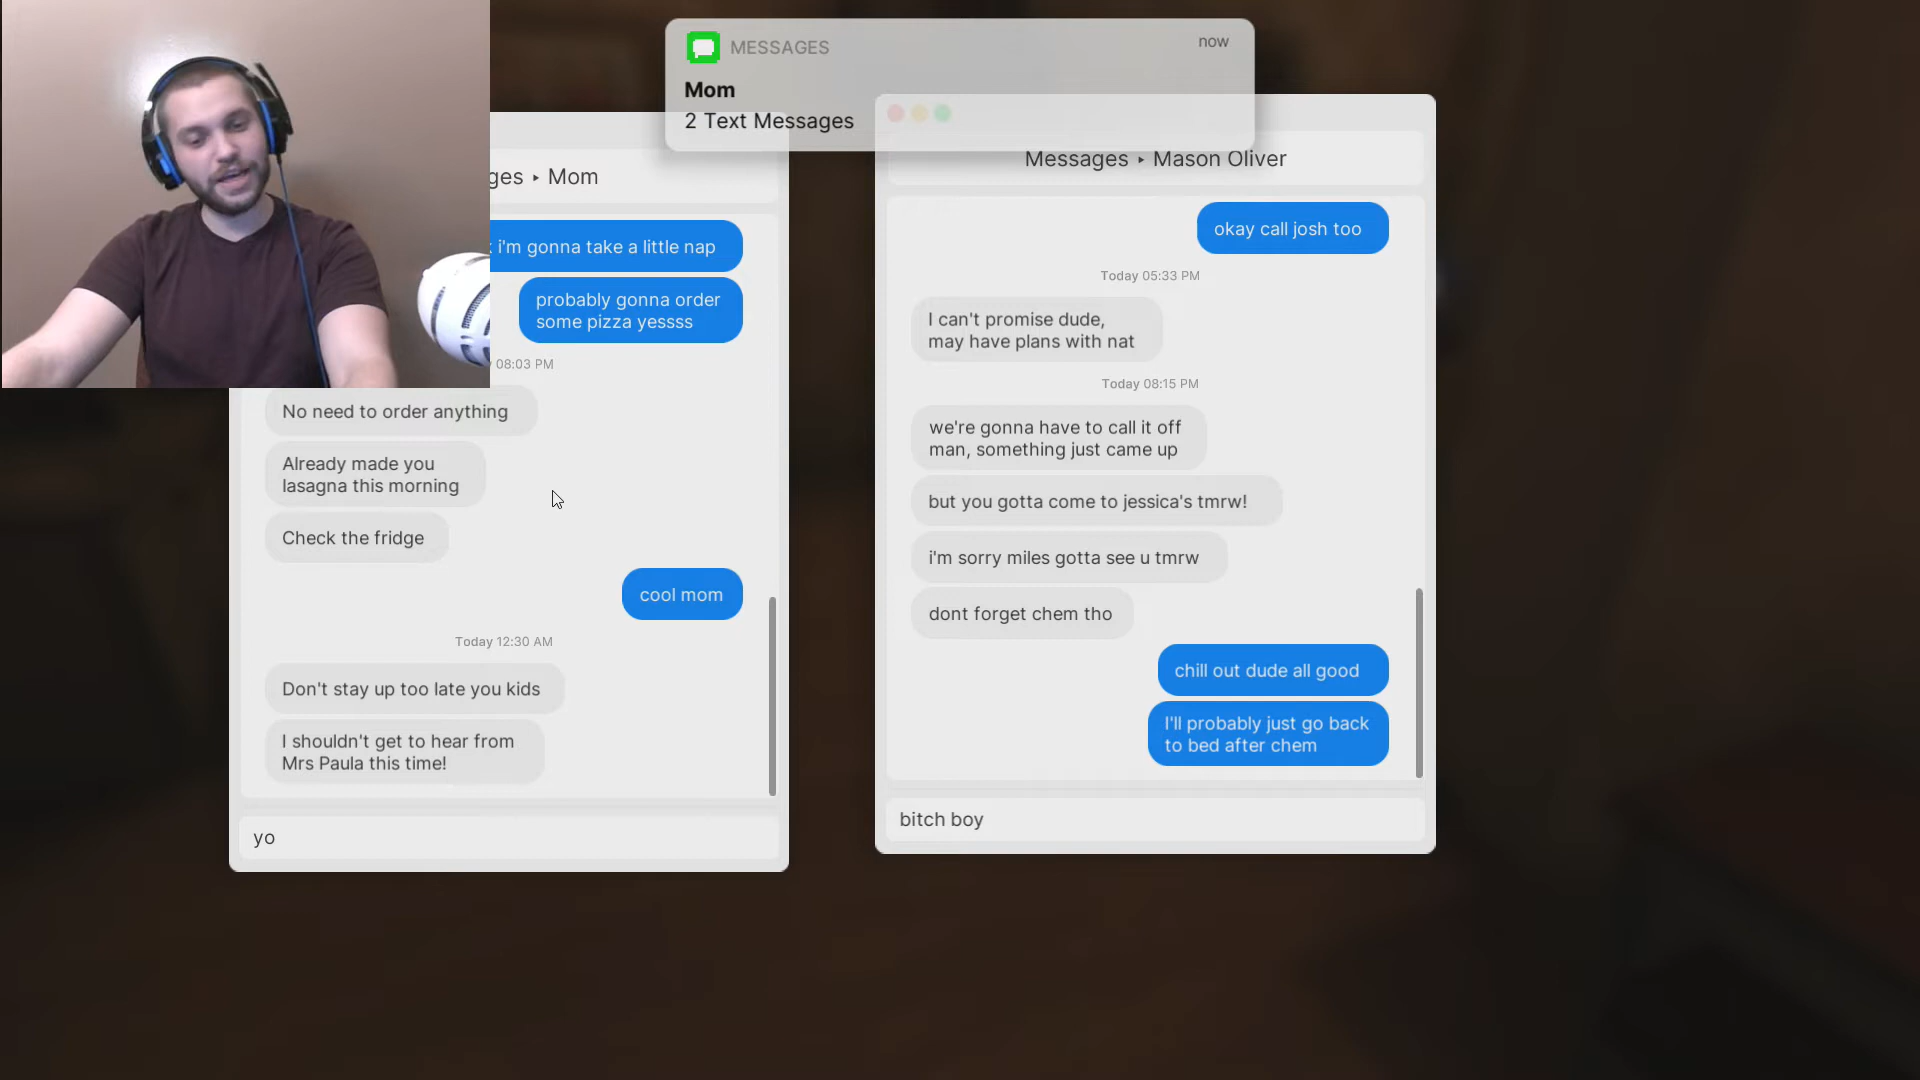 MESSAGES
now
Mom
2 Text Messages
ges ▸ Mom
i'm gonna take a little nap
probably gonna order
some pizza yessss
08:03 PM
No need to order anything
Already made you
lasagna this morning
Check the fridge
cool mom
Today 12:30 AM
Don't stay up too late you kids
I shouldn't get to hear from
Mrs Paula this time!
yo
Messages ▸ Mason Oliver
okay call josh too
Today 05:33 PM
I can't promise dude,
may have plans with nat
Today 08:15 PM
we're gonna have to call it off
man, something just came up
but you gotta come to jessica's tmrw!
i'm sorry miles gotta see u tmrw
dont forget chem tho
chill out dude all good
I'll probably just go back
to bed after chem
bitch boy